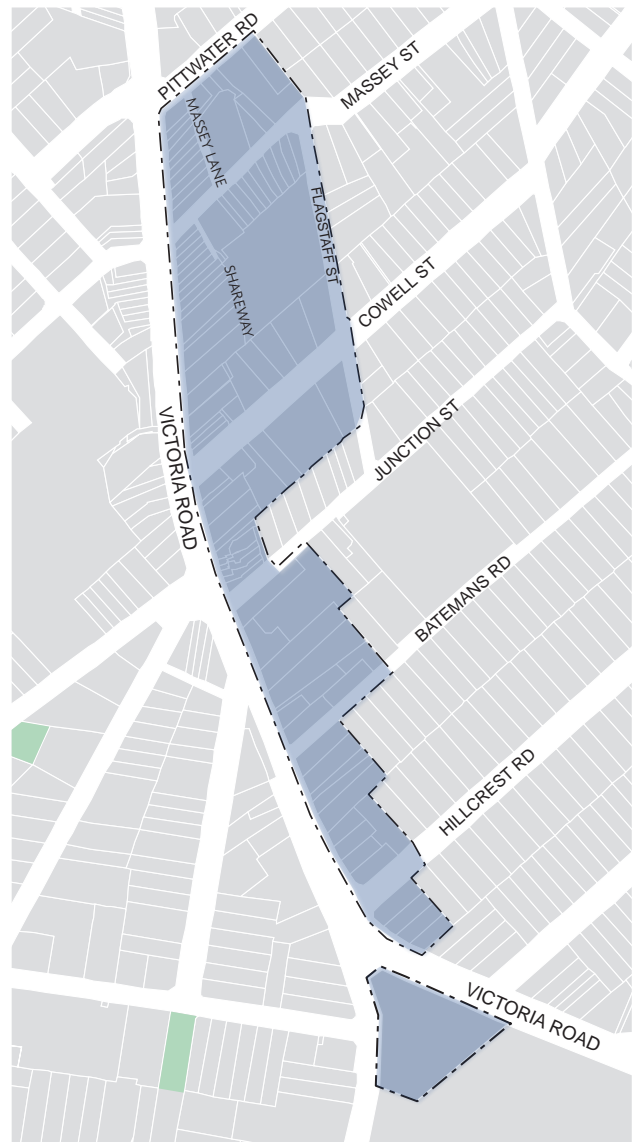 PITTWATER RD
MASSEY ST
MASSEY LANE
FLAGSTAFF ST
SHAREWAY
COWELL ST
JUNCTION ST
VICTORIA ROAD
BATEMANS RD
HILLCREST RD
VICTORIA ROAD